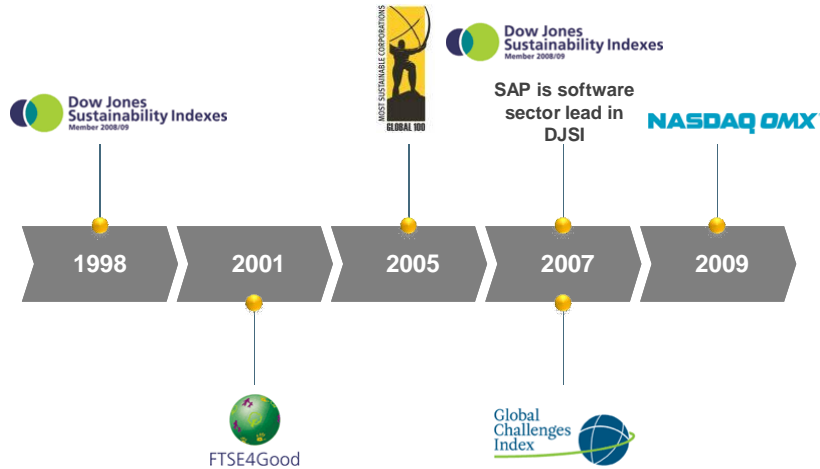 MOST SUSTAINABLE CORPORATIONS
GLOBAL 100
Dow Jones
Sustainability Indexes
Member 2008/09
SAP is software
sector lead in
DJSI
Dow Jones
Sustainability Indexes
Member 2008/09
NASDAQ OMX
1998
2001
2005
2007
2009
FTSE4Good
Global
Challenges
Index